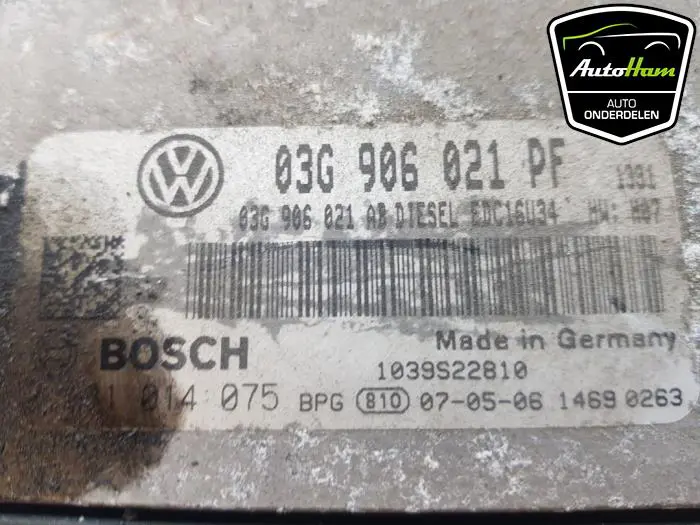 AutoHam
AUTO
ONDERDELEN
03G 906 021 PF 1391
03G 906 021 AB DIESEL EDC16U34 HW: H07
BOSCH
Made in Germany
1039S22810
014 075 BPG 810 07-05-06 1469 0263